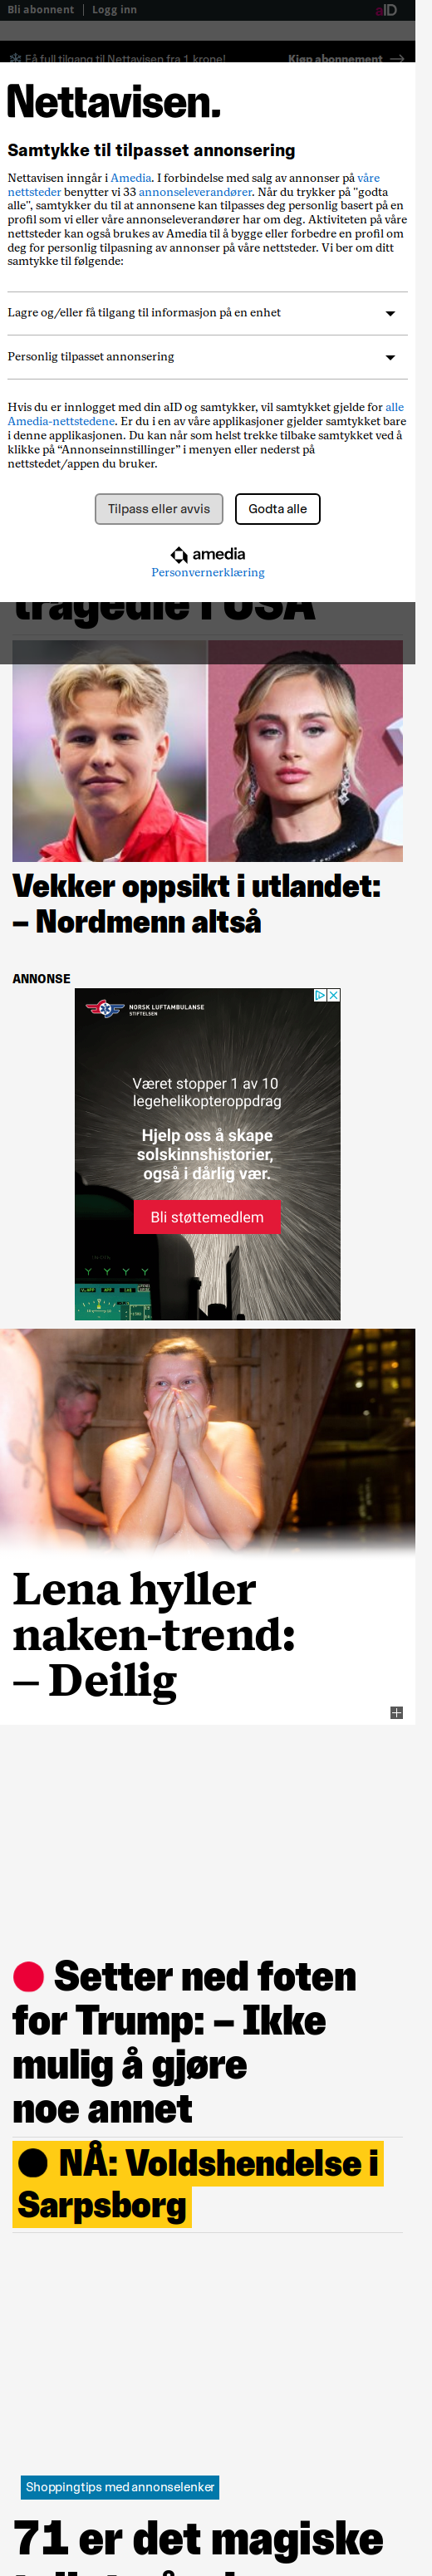 Bli abonnent | Logg inn aID
Få full tilgang til Nettavisen fra 1 krone! Kjøp abonnement →
Nettavisen.
Samtykke til tilpasset annonsering
Nettavisen inngår i Amedia. I forbindelse med salg av annonser på våre
nettsteder benytter vi 33 annonseleverandører. Når du trykker på "godta
alle", samtykker du til at annonsene kan tilpasses deg personlig basert på en
profil som vi eller våre annonseleverandører har om deg. Aktiviteten på våre
nettsteder kan også brukes av Amedia til å bygge eller forbedre en profil om
deg for personlig tilpasning av annonser på våre nettsteder. Vi ber om ditt
samtykke til følgende:
Lagre og/eller få tilgang til informasjon på en enhet
Personlig tilpasset annonsering
Hvis du er innlogget med din aID og samtykker, vil samtykket gjelde for alle
Amedia-nettstedene. Er du i en av våre applikasjoner gjelder samtykket bare
i denne applikasjonen. Du kan når som helst trekke tilbake samtykket ved å
klikke på “Annonseinnstillinger” i menyen eller nederst på
nettstedet/appen du bruker.
Tilpass eller avvis Godta alle
amedia
Personvernerklæring
tragedie i USA
Vekker oppsikt i utlandet:
– Nordmenn altså
ANNONSE
NORSK LUFTAMBULANSE
STIFTELSEN
Været stopper 1 av 10
legehelikopteroppdrag
Hjelp oss å skape
solskinnshistorier,
også i dårlig vær.
Bli støttemedlem
Lena hyller
naken-trend:
– Deilig
Setter ned foten
for Trump: – Ikke
mulig å gjøre
noe annet
NÅ: Voldshendelse i
Sarpsborg
Shoppingtips med annonselenker
71 er det magiske